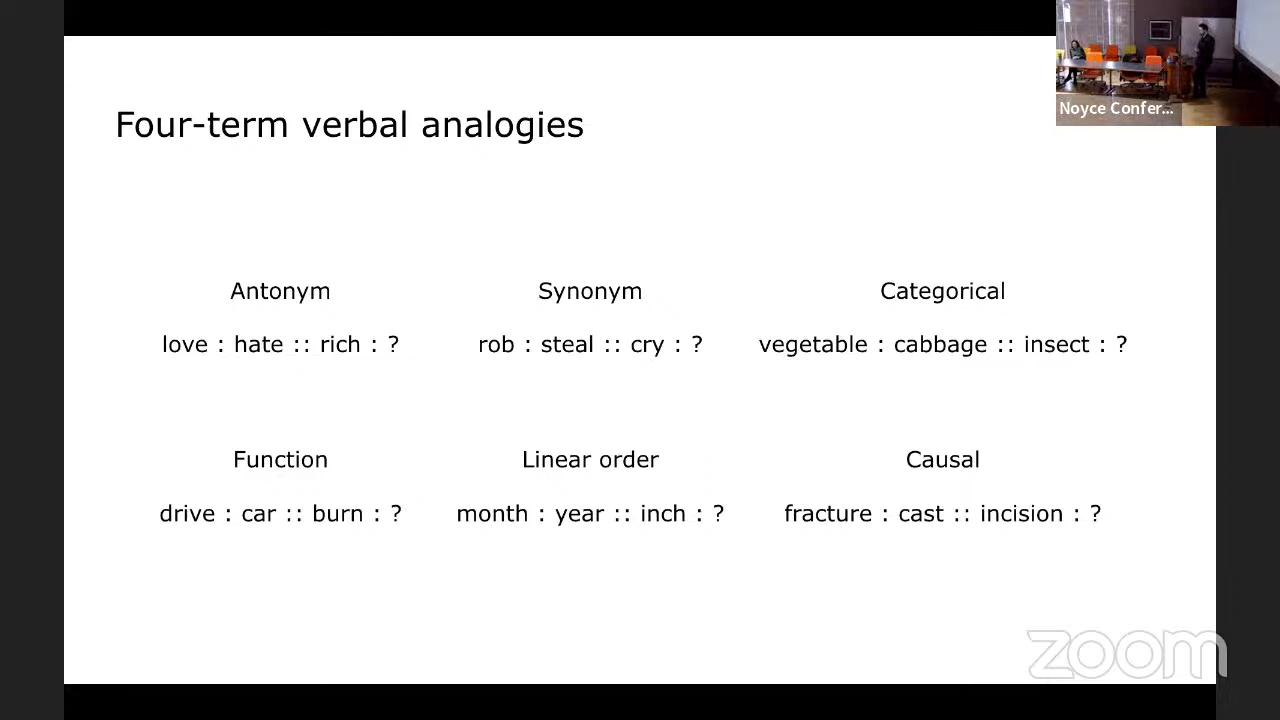 Noyce Confer...
Four-term verbal analogies
Antonym
love : hate :: rich : ?
Synonym
rob : steal :: cry : ?
Categorical
vegetable : cabbage :: insect : ?
Function
drive : car :: burn : ?
Linear order
month : year :: inch : ?
Causal
fracture : cast :: incision : ?
zoom